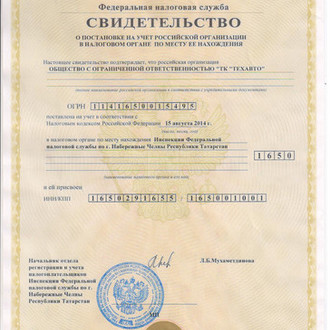 Федеральная налоговая служба
СВИДЕТЕЛЬСТВО
О ПОСТАНОВКЕ НА УЧЕТ РОССИЙСКОЙ ОРГАНИЗАЦИИ
В НАЛОГОВОМ ОРГАНЕ ПО МЕСТУ ЕЕ НАХОЖДЕНИЯ
Настоящее свидетельство подтверждает, что российская организация
ОБЩЕСТВО С ОГРАНИЧЕННОЙ ОТВЕТСТВЕННОСТЬЮ "ТК "ТЕХАВТО"
ОГРН 1141650015495
поставлена на учет в соответствии с
Налоговым кодексом Российской Федерации 15 августа 2014 г.
в налоговом органе по месту нахождения Инспекция Федеральной
налоговой службы по г. Набережные Челны Республики Татарстан
1650
и ей присвоен
ИНН/КПП 1650291655 - 165001001
Начальник отдела
регистрации и учета
налогоплательщиков
Инспекции Федеральной
налоговой службы по г.
Набережные Челны
Республики Татарстан
Л.Б.Мухаметдинова
МП